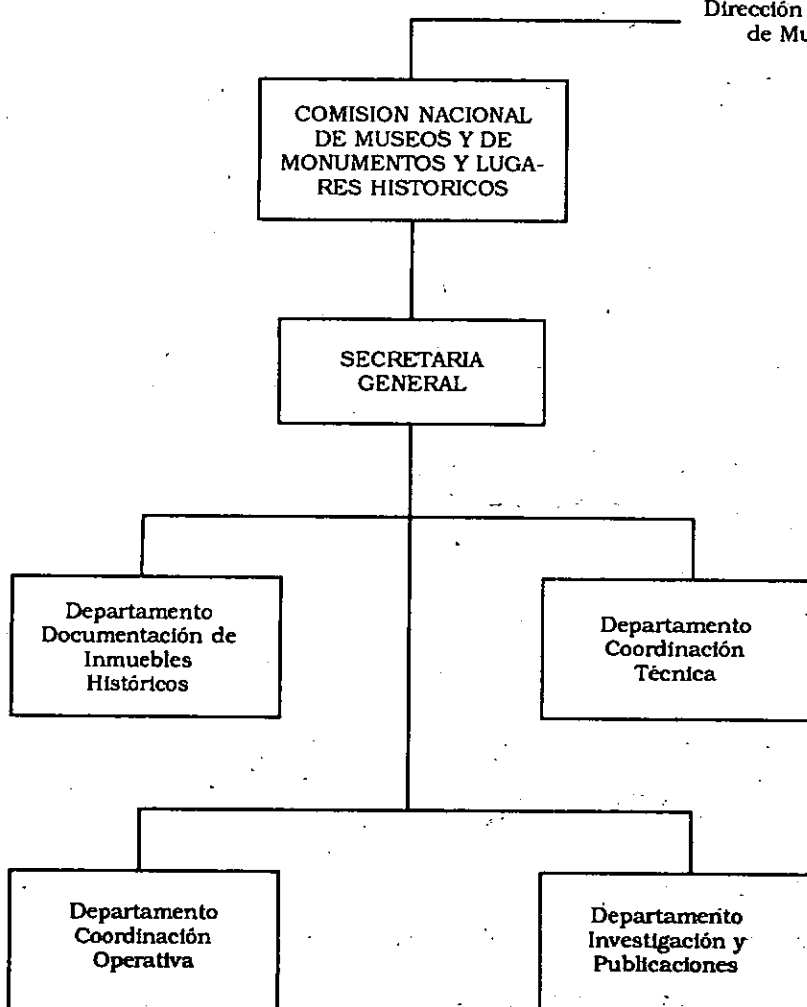 Dirección
de
COMISION NACIONAL
DE MUSEOS Y DE
MONUMENTOS Y LUGA-
RES HISTORICOS
SECRETARIA
GENERAL
Departamento
Documentación de
Inmuebles
Históricos
Departamento
Coordinación
Técnica
Departamento
Coordinación
Operativa
Departamento
Investigación y
Publicaciones